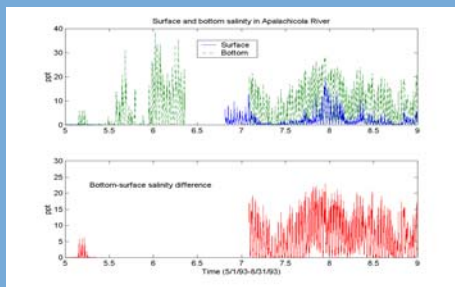 Surface and bottom salinity in Apalachicola River
40
30
20
10
0
ppt
Surface
Bottom
5 5.5 6 6.5 7 7.5 8 8.5 9
30
25
20
15
10
5
0
ppt
Bottom-surface salinity difference
5 5.5 6 6.5 7 7.5 8 8.5 9
Time (5/1/93-8/31/93)